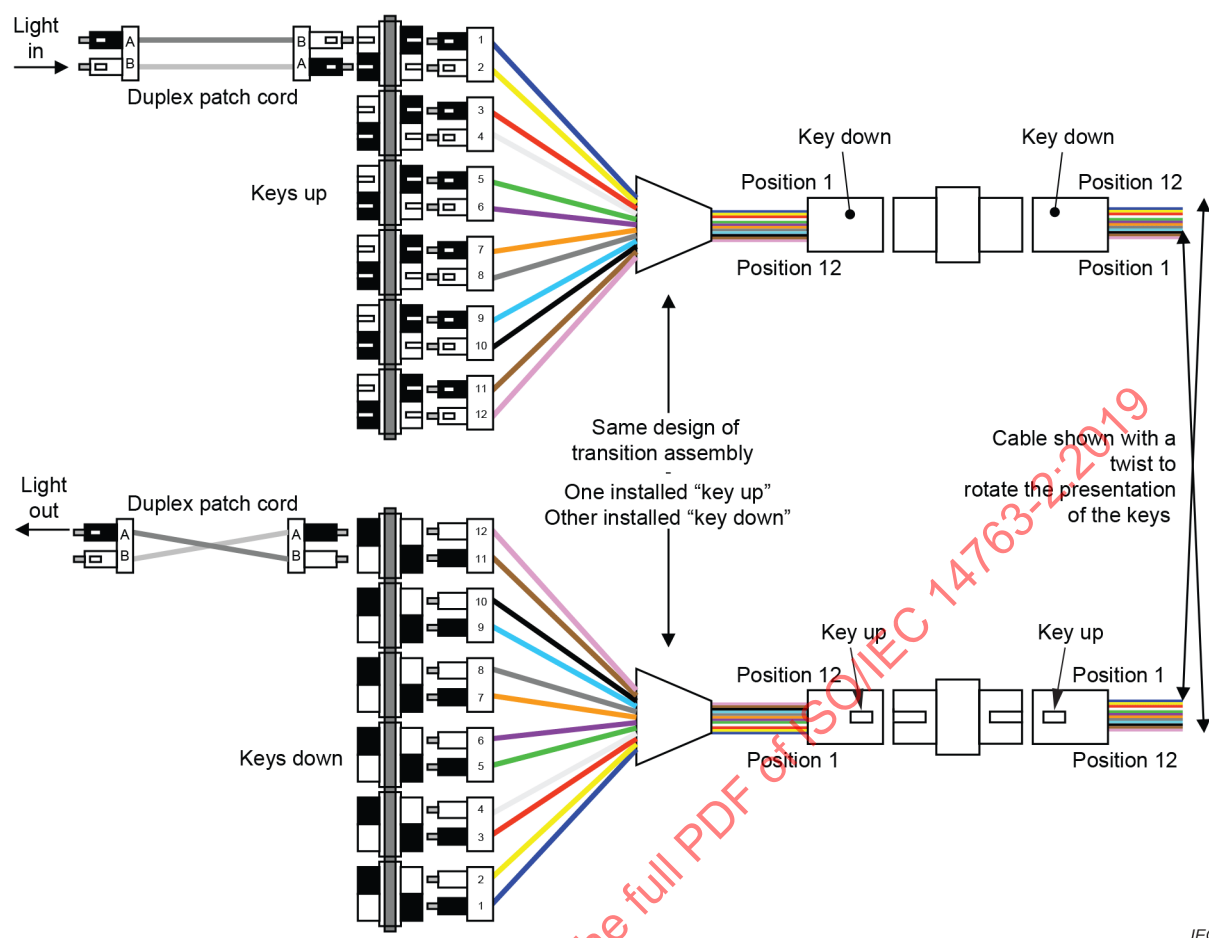 Light
in
A
B
B
A
Duplex patch cord
Keys up
1
2
3
4
5
6
7
8
9
10
11
12
Key down
Key down
Position 1
Position 12
Position 12
Position 1
Same design of
transition assembly
-
One installed “key up”
Other installed “key down”
Cable shown with a
twist to
rotate the presentation
of the keys
Light
out
Duplex patch cord
A
B
A
B
Keys down
12
11
10
9
8
7
6
5
4
3
2
1
Key up
Key up
Position 12
Position 1
Position 1
Position 12
he full PDF of ISO/IEC 14763-2:2019
IEC